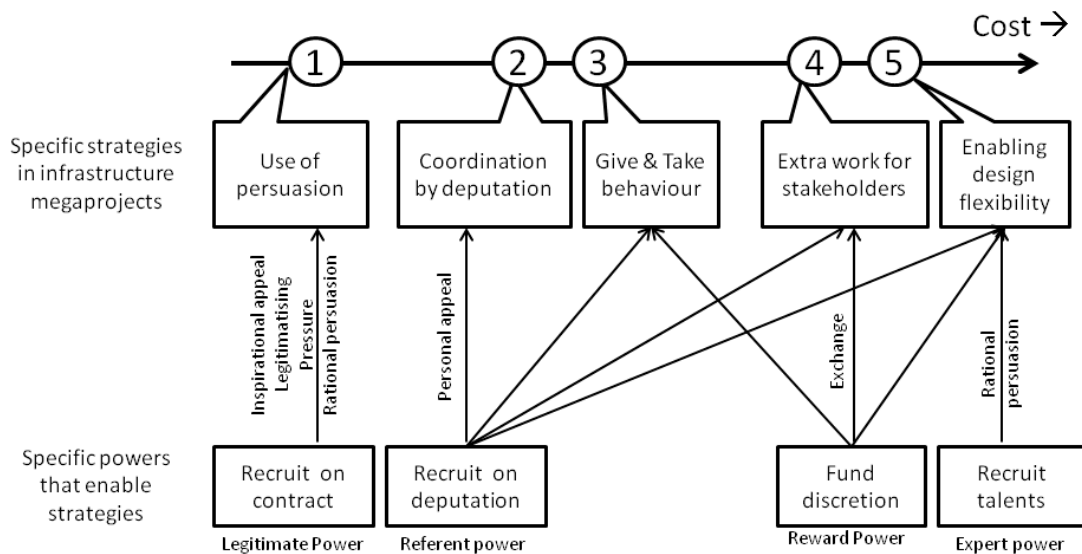 Cost →
1 2 3 4 5
Specific strategies
in infrastructure
megaprojects
Use of
persuasion
Coordination
by deputation
Give & Take
behaviour
Extra work for
stakeholders
Enabling
design
flexibility
Inspirational appeal
Legitimatising
Pressure
Rational persuasion
Personal appeal
Exchange
Rational
persuasion
Specific powers
that enable
strategies
Recruit on
contract
Recruit on
deputation
Fund
discretion
Recruit
talents
Legitimate Power
Referent power
Reward Power
Expert power